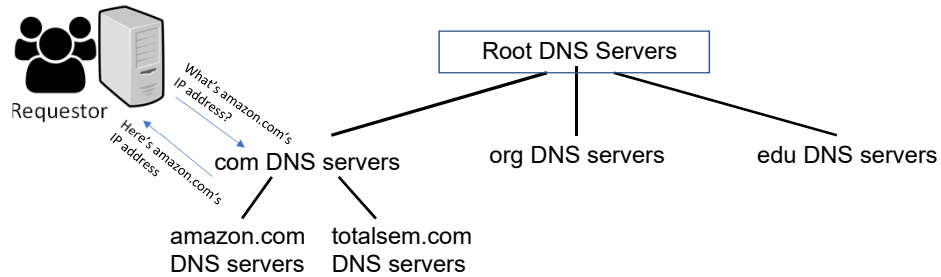 Root DNS Servers
Requestor
What's amazon.com's
IP address?
Here's amazon.com's
IP address
com DNS servers
org DNS servers
edu DNS servers
amazon.com
DNS servers
totalsem.com
DNS servers